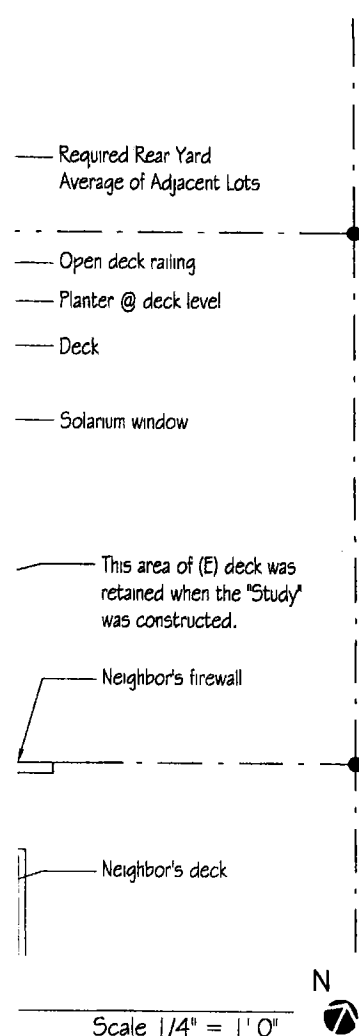 Required Rear Yard
Average of Adjacent Lots
Open deck railing
Planter @ deck level
Deck
Solarium window
This area of (E) deck was
retained when the "Study"
was constructed.
Neighbor's firewall
Neighbor's deck
N
Scale 1/4" = 1' 0"